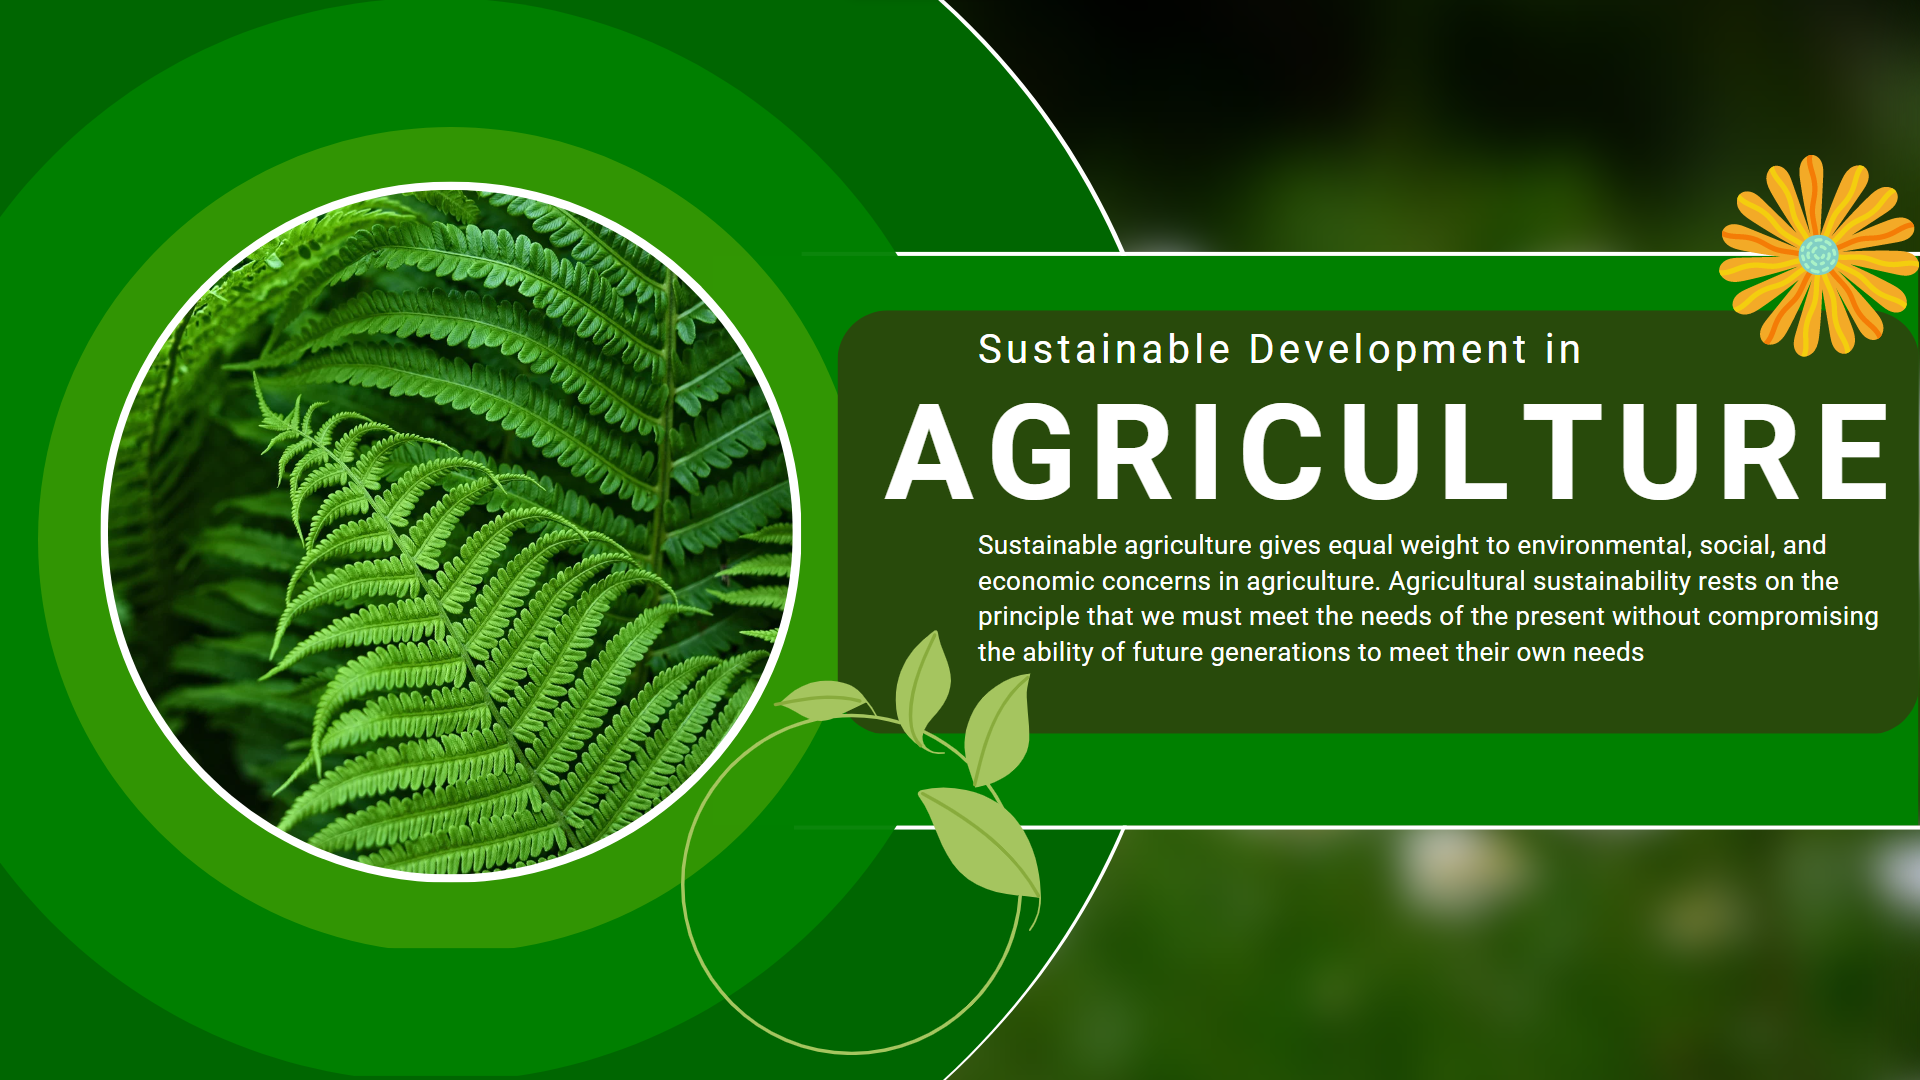 Sustainable Development in
AGRICULTURE
Sustainable agriculture gives equal weight to environmental, social, and
economic concerns in agriculture. Agricultural sustainability rests on the
principle that we must meet the needs of the present without compromising
the ability of future generations to meet their own needs